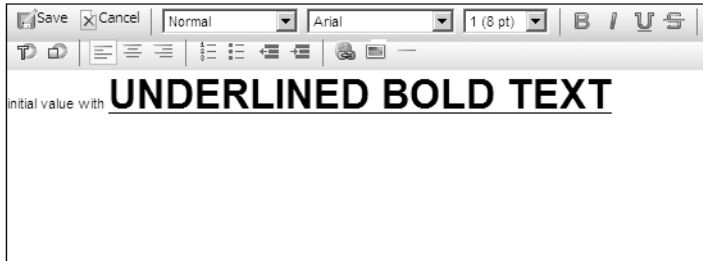 Save Cancel Normal Arial 1 (8 pt) B I U S
initial value with UNDERLINED BOLD TEXT